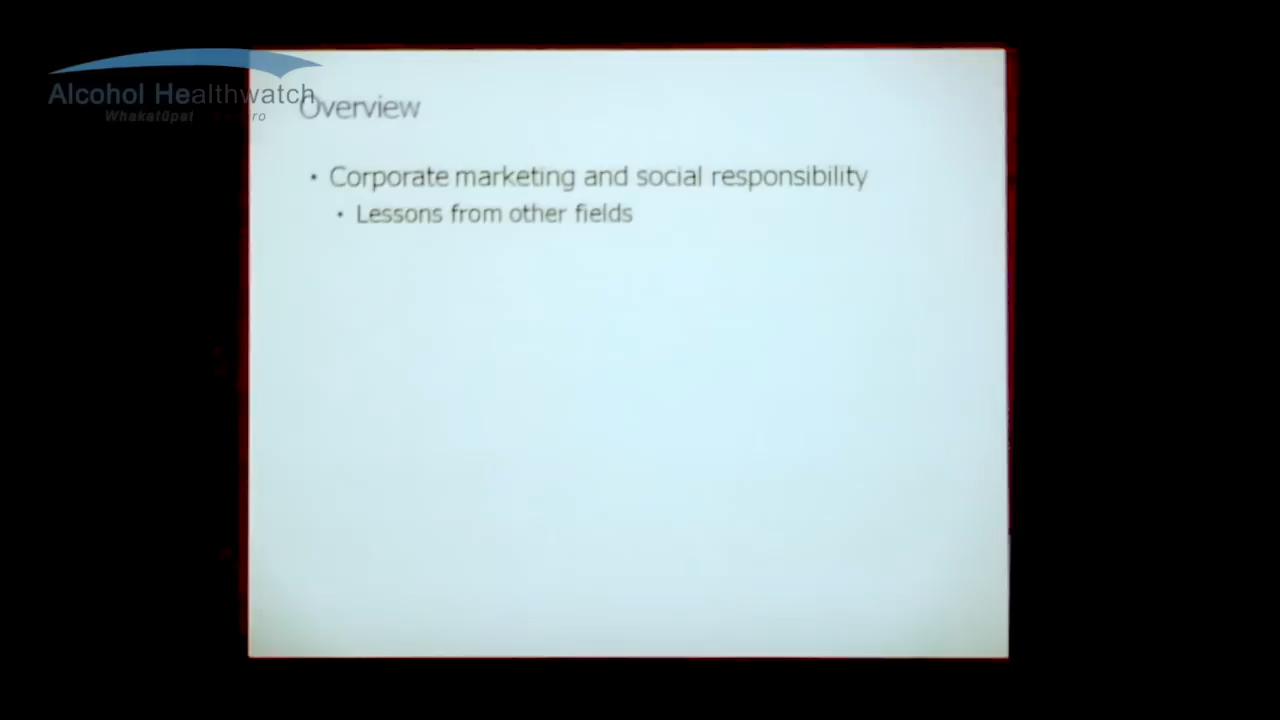 Alcohol Healthwatch
Whakatūpato
Overview
• Corporate marketing and social responsibility
• Lessons from other fields